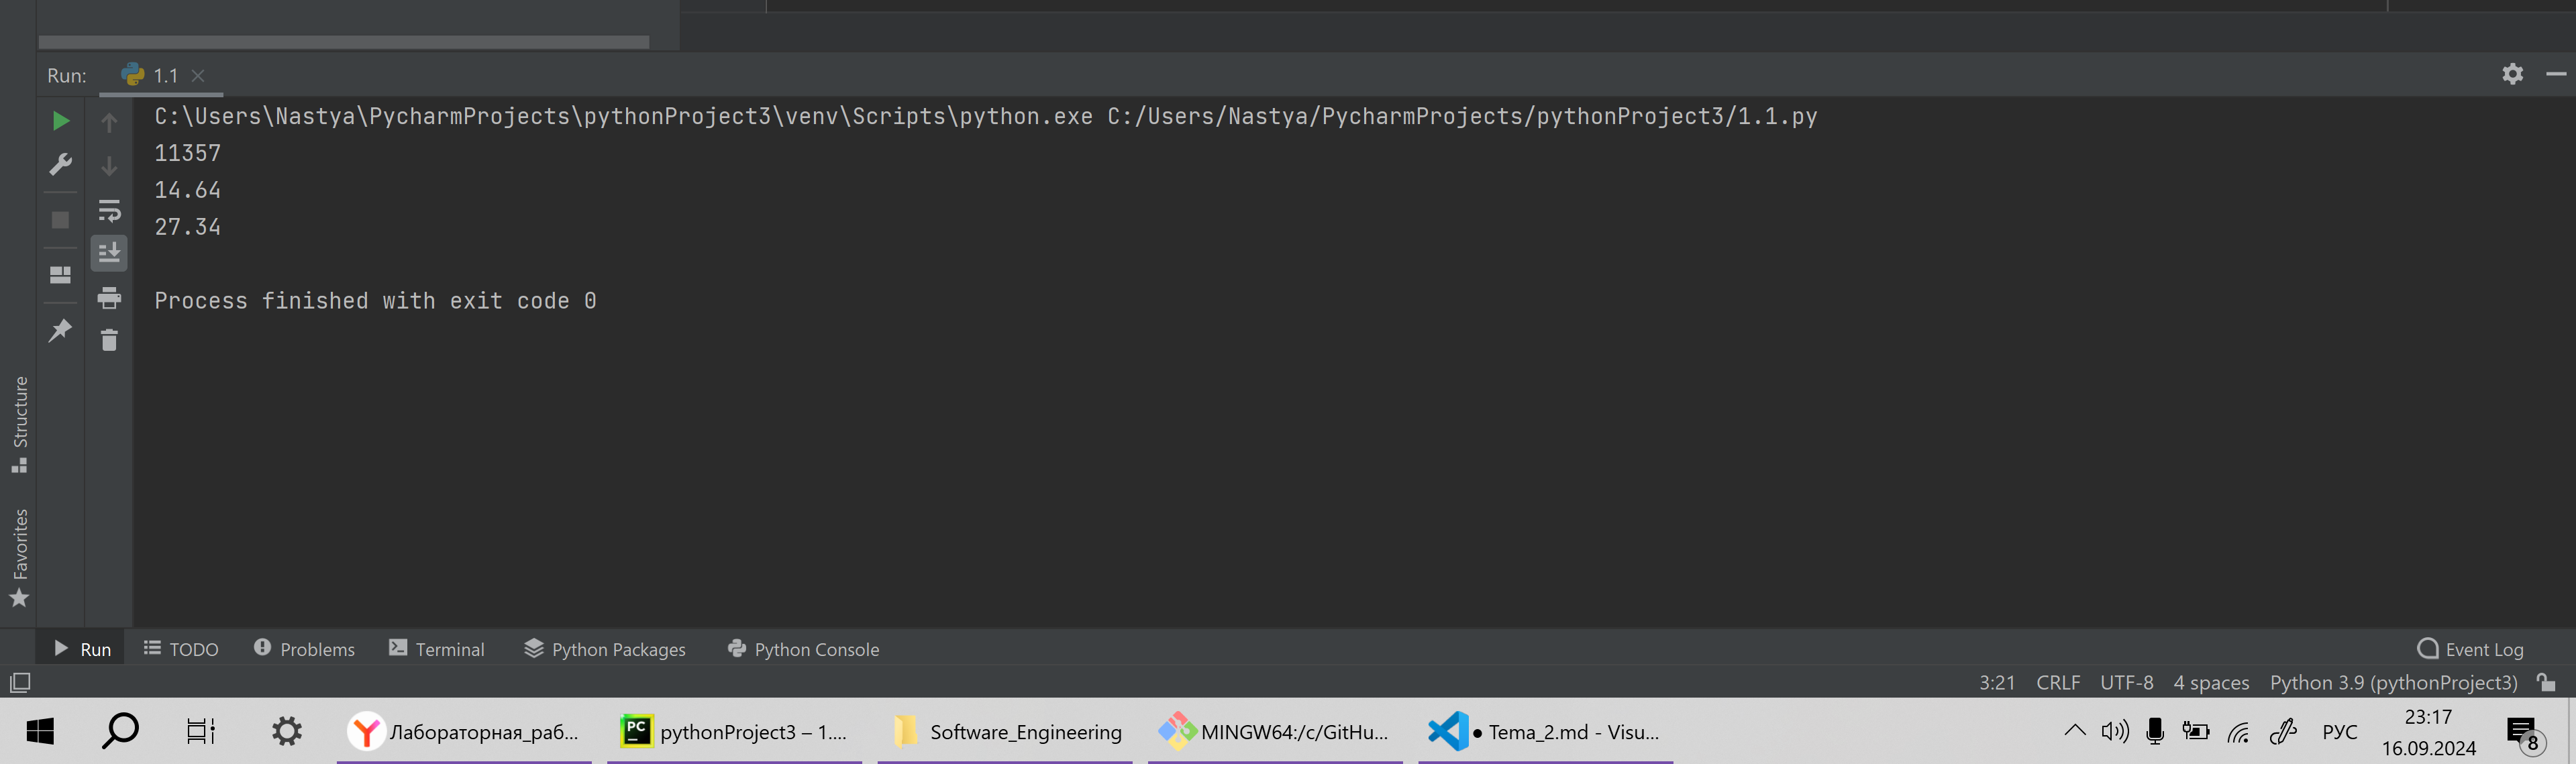 Run: 1.1
C:\Users\Nastya\PycharmProjects\pythonProject3\venv\Scripts\python.exe C:/Users/Nastya/PycharmProjects/pythonProject3/1.1.py
11357
14.64
27.34
Process finished with exit code 0
Structure
Favorites
Run TODO Problems Terminal Python Packages Python Console Event Log
3:21 CRLF UTF-8 4 spaces Python 3.9 (pythonProject3)
Лабораторная_раб... PC pythonProject3 – 1.... Software_Engineering MINGW64:/c/GitHu... ● Tema_2.md - Visu... РУС 23:17
16.09.2024 8